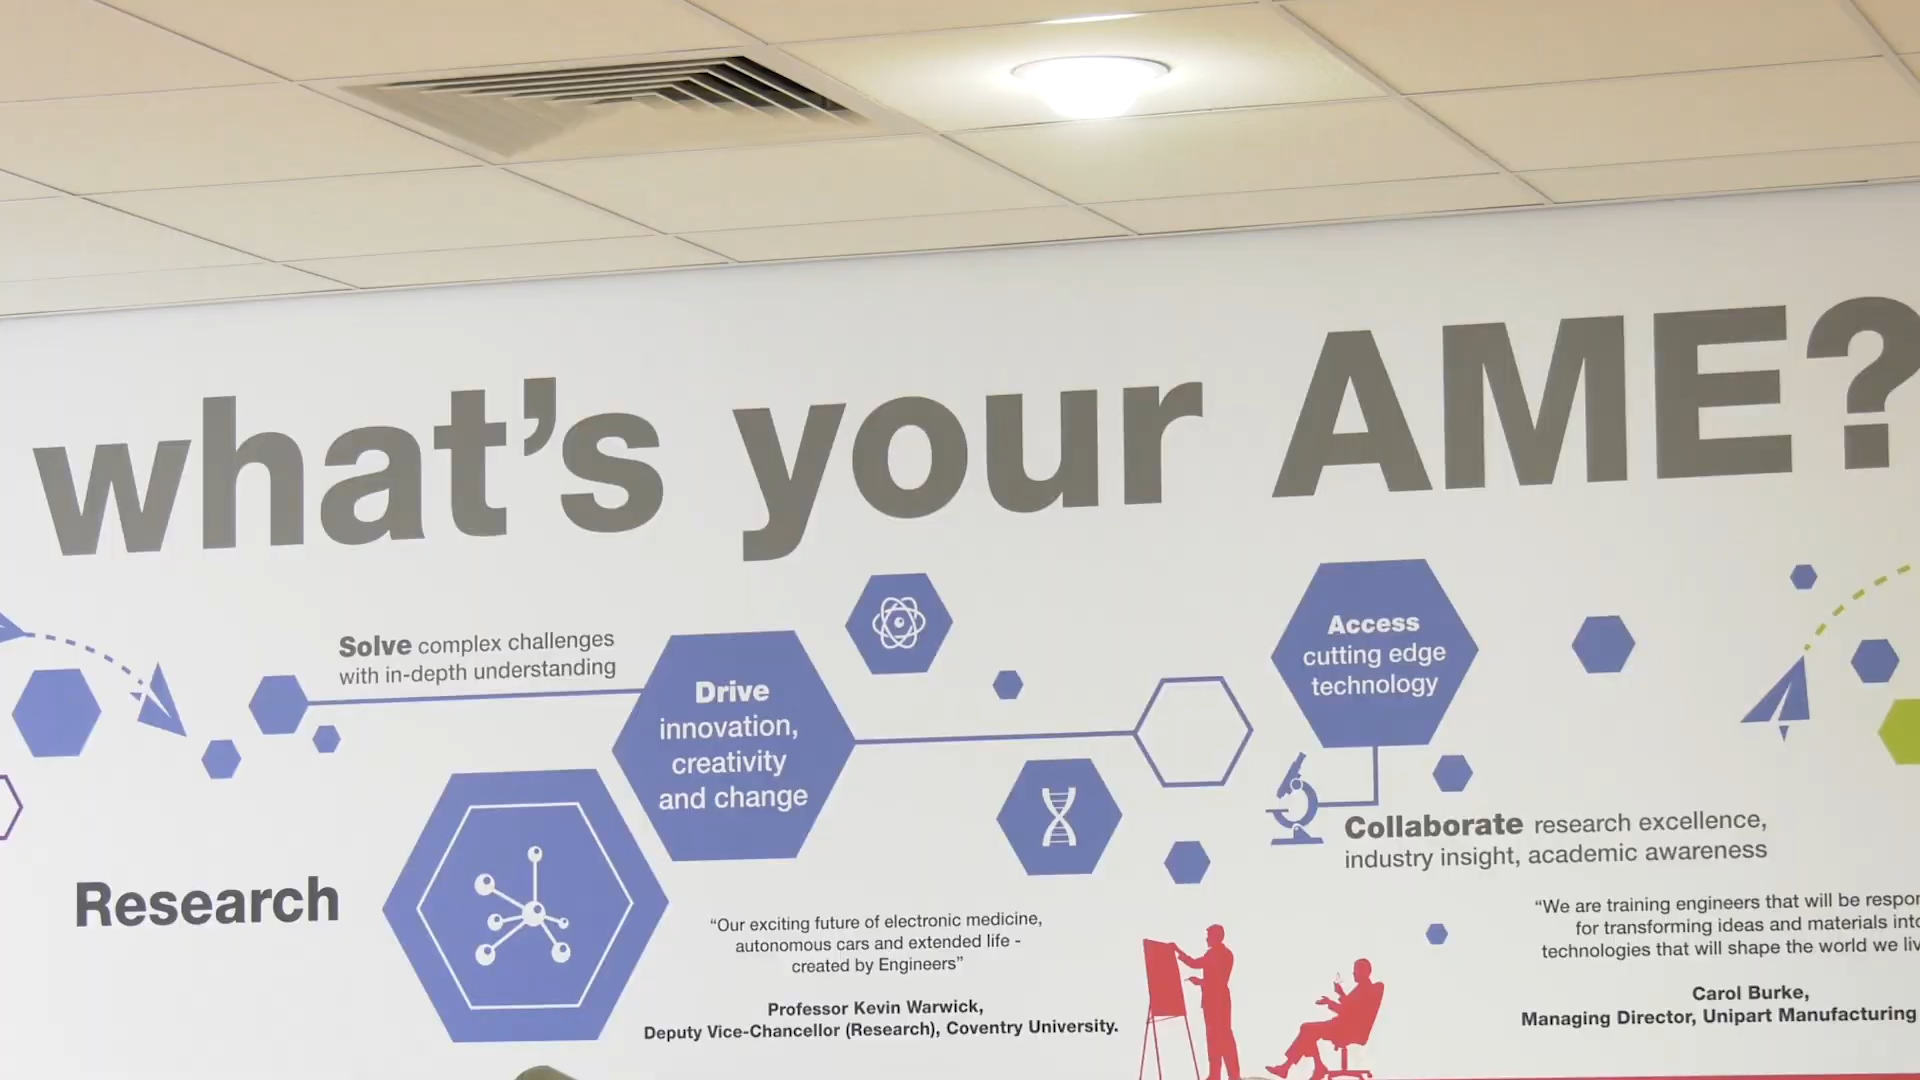 what's your AME?
Solve complex challenges
with in-depth understanding
Drive
innovation,
creativity
and change
Access
cutting edge
technology
Collaborate research excellence,
industry insight, academic awareness
Research
"Our exciting future of electronic medicine,
autonomous cars and extended life -
created by Engineers"
Professor Kevin Warwick,
Deputy Vice-Chancellor (Research), Coventry University.
"We are training engineers that will be
for transforming ideas and materials
technologies that will shape the world we
Carol Burke,
Managing Director, Unipart Manufacturing